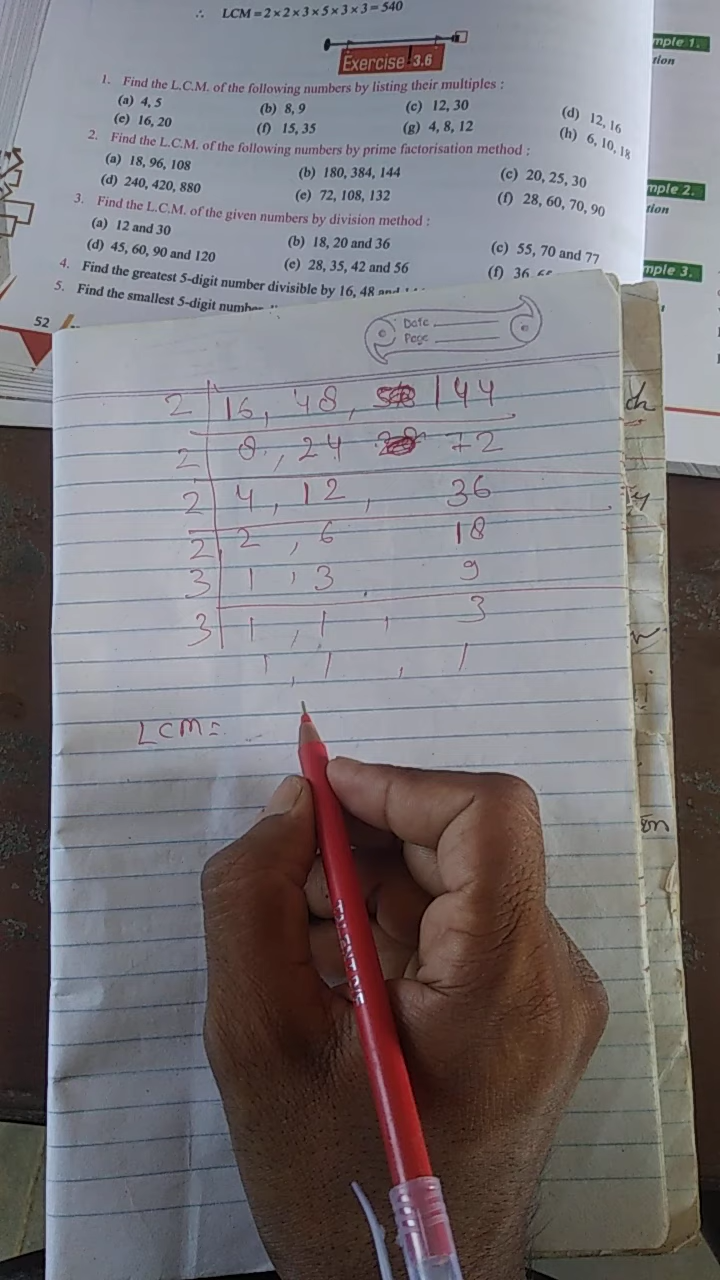 ∴ LCM = 2 × 2 × 3 × 5 × 3 × 3 = 540
Exercise 3.6
1. Find the L.C.M. of the following numbers by listing their multiples :
(a) 4, 5 (b) 8, 9 (c) 12, 30 (d) 12, 16
(e) 16, 20 (f) 15, 35 (g) 4, 8, 12 (h) 6, 10, 18
2. Find the L.C.M. of the following numbers by prime factorisation method :
(a) 18, 96, 108 (b) 180, 384, 144 (c) 20, 25, 30
(d) 240, 420, 880 (e) 72, 108, 132 (f) 28, 60, 70, 90
3. Find the L.C.M. of the given numbers by division method :
(a) 12 and 30 (b) 18, 20 and 36 (c) 55, 70 and 77
(d) 45, 60, 90 and 120 (e) 28, 35, 42 and 56 (f) 36,
4. Find the greatest 5-digit number divisible by 16, 48 and
5. Find the smallest 5-digit number
52
mple 1.
tion
mple 2.
tion
mple 3.
Date
Page
2 16, 48, 144
2 8, 24 72
2 4, 12, 36
2 2, 6 18
3 1, 3 9
3 1, 1, 3
1, 1, 1
LCM =
TALENT